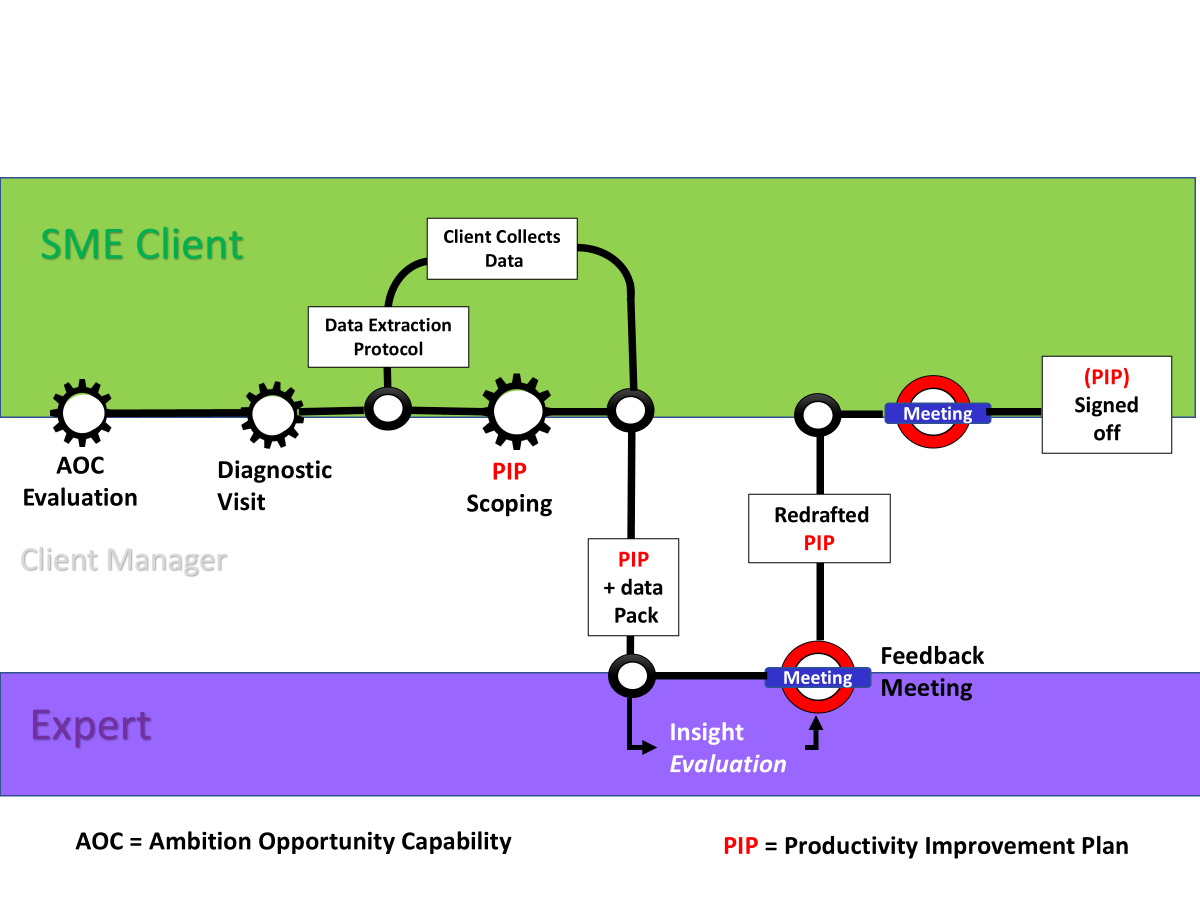 SME Client
Client Collects
Data
Data Extraction
Protocol
(PIP)
Signed
off
Meeting
AOC
Evaluation
Diagnostic
Visit
PIP
Scoping
Redrafted
PIP
Client Manager
PIP
+ data
Pack
Feedback
Meeting
Meeting
Expert
Insight
Evaluation
AOC = Ambition Opportunity Capability
PIP = Productivity Improvement Plan